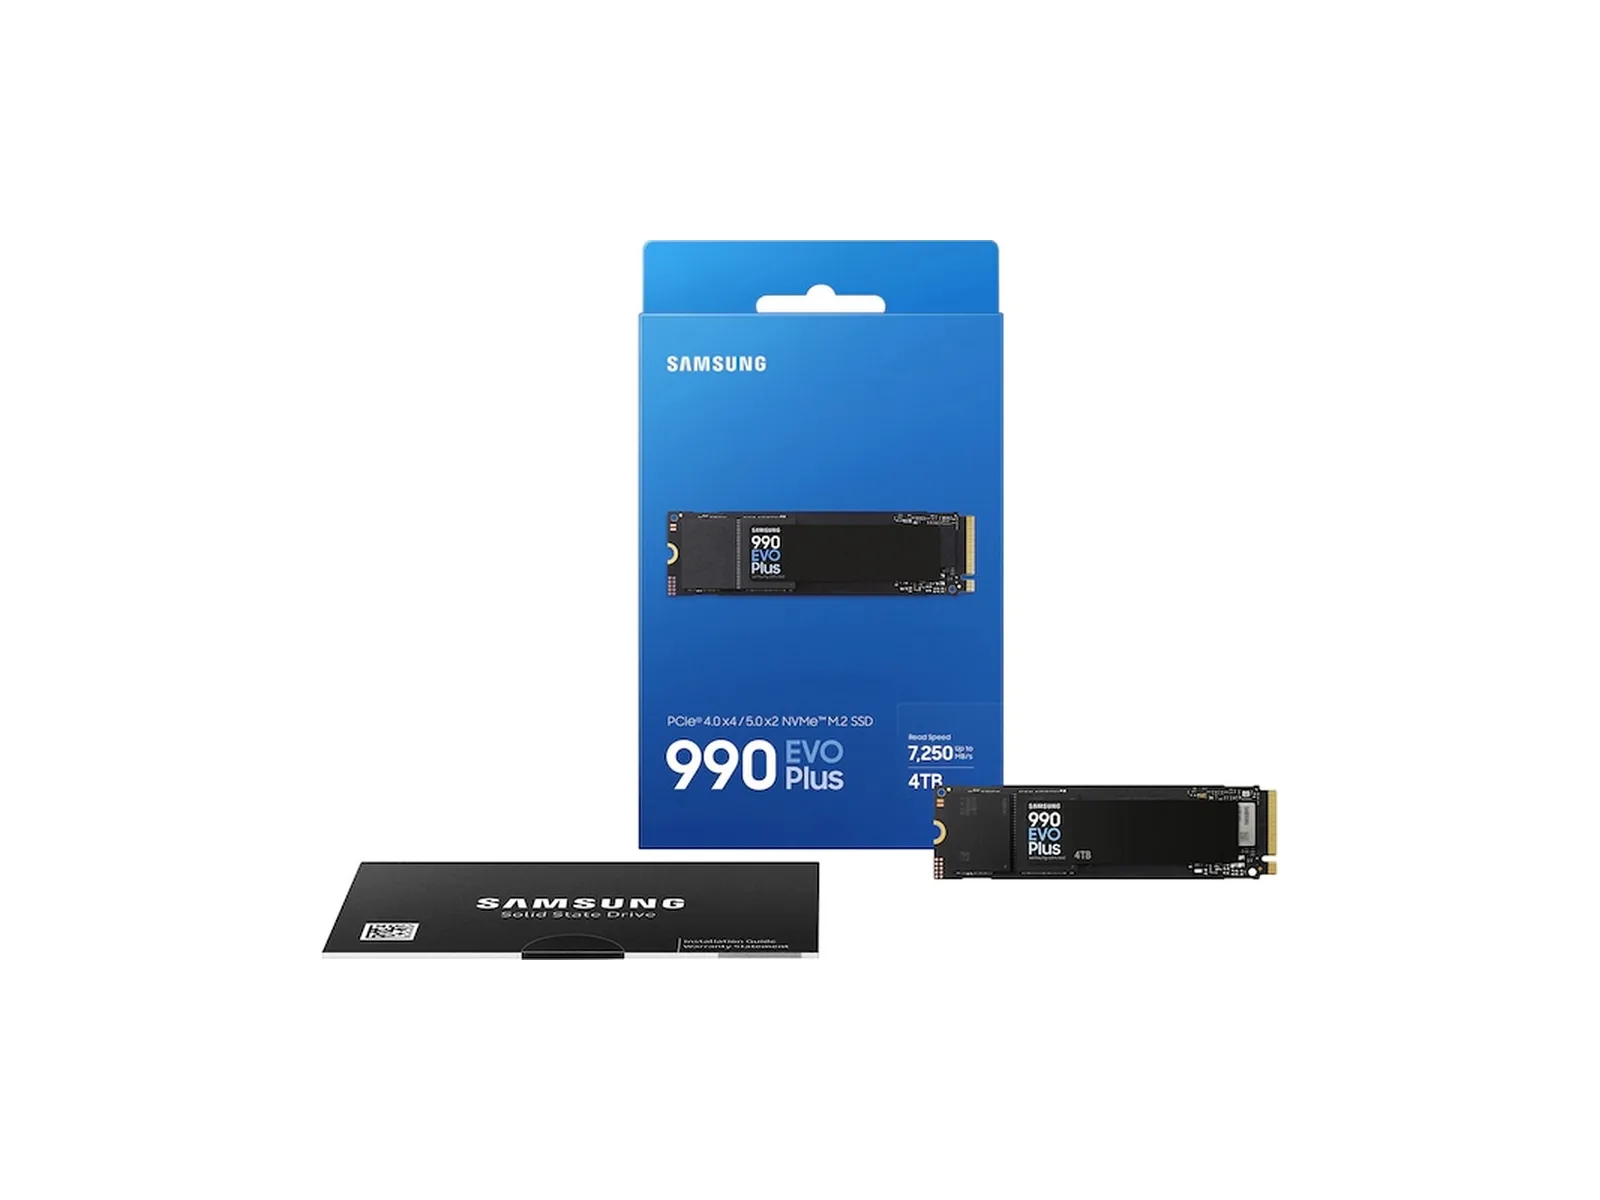 SAMSUNG
SAMSUNG
990
EVO
Plus
PCIe® 4.0 x4 / 5.0 x2 NVMe™ M.2 SSD
990 EVO
Plus
Read Speed
7,250 Up to
MB/s
4TB
SAMSUNG
990
EVO
Plus
4TB
SAMSUNG
Solid State Drive
Installation Guide
Warranty Statement